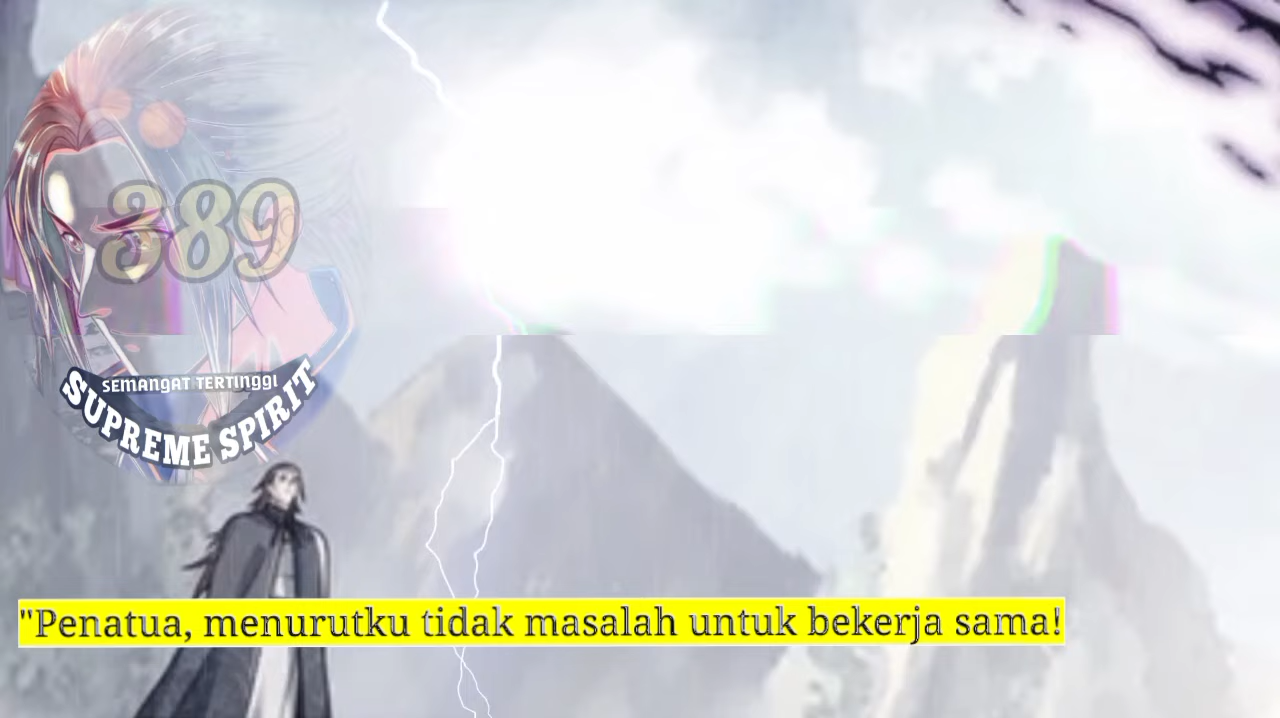 389
SEMANGAT TERTINGGI
SUPREME SPIRIT
"Penatua, menurutku tidak masalah untuk bekerja sama!